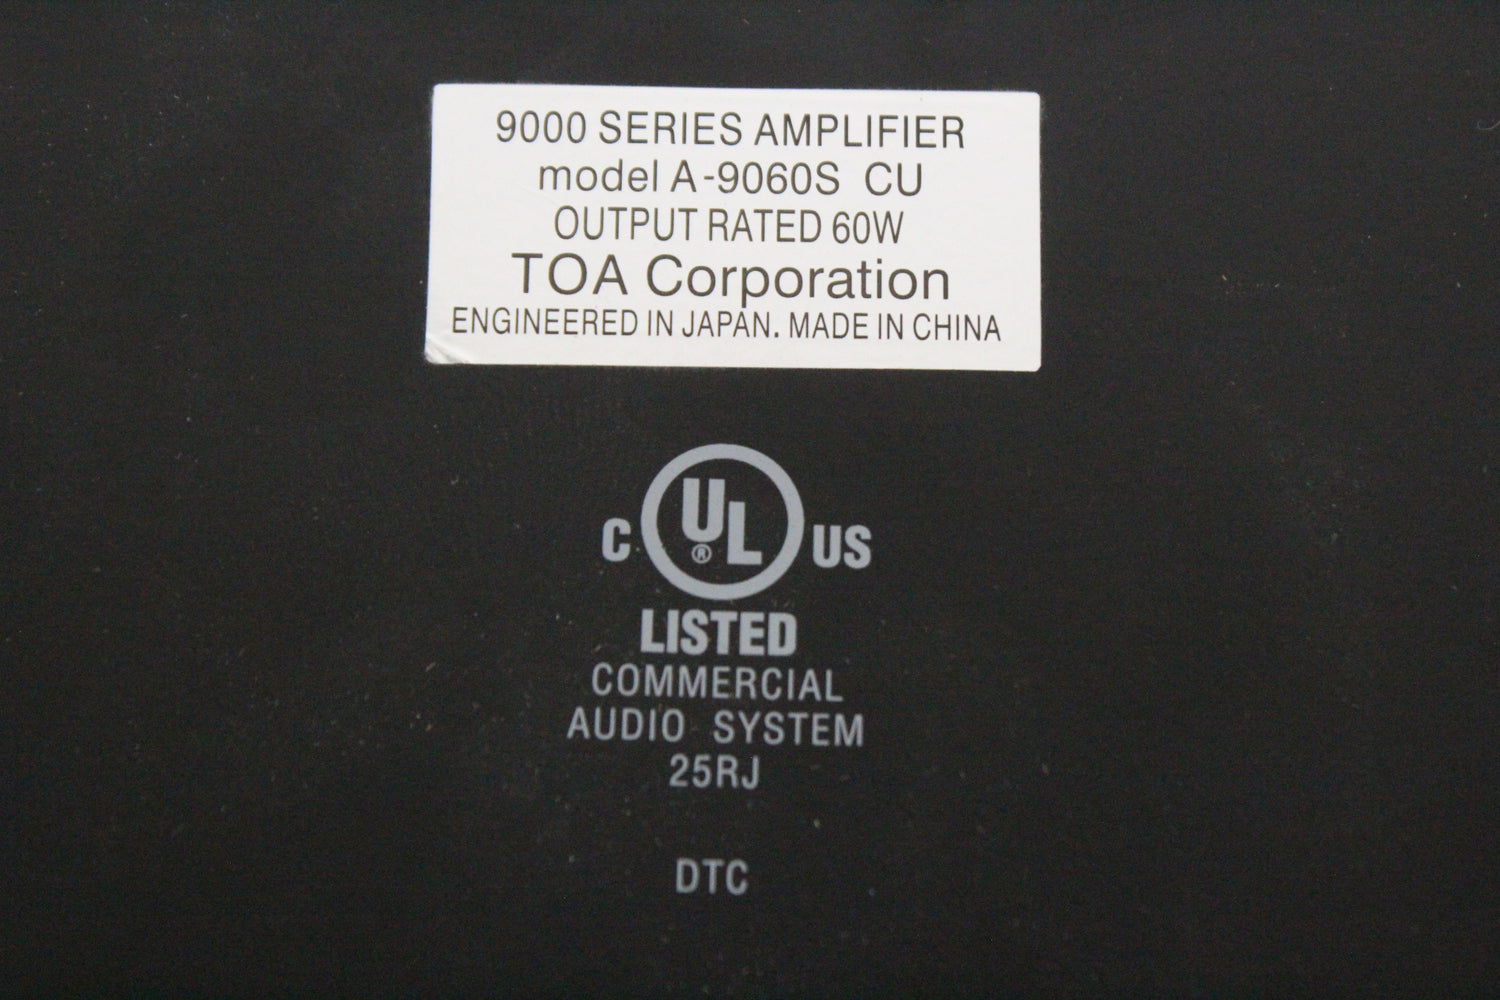 9000 SERIES AMPLIFIER
model A-9060S CU
OUTPUT RATED 60W
TOA Corporation
ENGINEERED IN JAPAN. MADE IN CHINA
C UL® US
LISTED
COMMERCIAL
AUDIO SYSTEM
25RJ
DTC